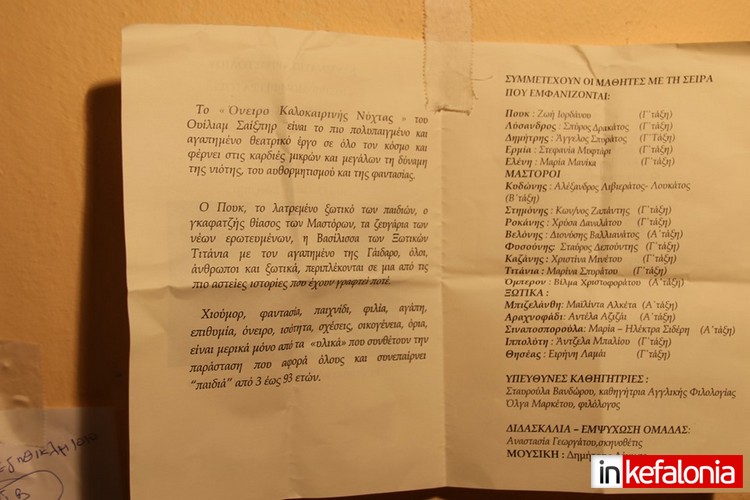 Το « Όνειρο Καλοκαιρινής Νύχτας » του
Ουίλιαμ Σαίξπηρ είναι το πιο πολυπαιγμένο και
αγαπημένο θεατρικό έργο σε όλο τον κόσμο και
φέρνει στις καρδιές μικρών και μεγάλων τη δύναμη
της νιότης, του αυθορμητισμού και της φαντασίας.
Ο Πουκ, το λατρεμένο ξωτικό των παιδιών, ο
γκαφατζής θίασος των Μαστόρων, τα ζευγάρια των
νέων ερωτευμένων, η Βασίλισσα των Ξωτικών
Τιτάνια με τον αγαπημένο της Γάιδαρο, όλοι,
άνθρωποι και ξωτικά, περιπλέκονται σε μια από τις
πιο αστείες ιστορίες που έχουν γραφτεί ποτέ.
Χιούμορ, φαντασία, παιχνίδι, φιλία, αγάπη,
επιθυμία, όνειρο, ισότητα, σχέσεις, οικογένεια, όρια,
είναι μερικά μόνο από τα «υλικά» που συνθέτουν την
παράσταση που αφορά όλους και συνεπαίρνει
"παιδιά" από 3 έως 93 ετών.
ΣΥΜΜΕΤΕΧΟΥΝ ΟΙ ΜΑΘΗΤΕΣ ΜΕ ΤΗ ΣΕΙΡΑ
ΠΟΥ ΕΜΦΑΝΙΖΟΝΤΑΙ:
Πουκ : Ζωή Ιορδάνου (Γ΄τάξη)
Λύσανδρος : Σπύρος Δρακάτος (Γ΄τάξη)
Δημήτρης : Άγγελος Σπυράτος (Γ΄Τάξη)
Ερμία : Στεφανία Μυφτάρι (Γ΄τάξη)
Ελένη : Μαρία Μανίκα (Γ΄τάξη)
ΜΑΣΤΟΡΟΙ
Κυδώνης : Αλέξανδρος Λιβιεράτος- Λουκάτος
(Β΄τάξη)
Στημόνης : Κων/νος Ζαπάντης (Γ΄τάξη)
Ροκάνης : Χρύσα Δαναλάτου (Γ΄τάξη)
Βελόνης : Διονύσης Βαλλιανάτος (Α΄τάξη)
Φυσούνης: Σταύρος Δεπούντης (Γ΄τάξη)
Καζάνης: Χριστίνα Μινέτου (Γ΄τάξη)
Τιτάνια : Μαρίνα Σπυράτου (Γ΄τάξη)
Όμπερον : Βίλμα Χριστοφοράτου (Α΄τάξη)
ΞΩΤΙΚΑ :
Μπιζελάνθη: Μαϊλίντα Αλκέτα (Α΄τάξη)
Αραχνοφάδι: Αντέλα Αζιζάι (Α΄τάξη)
Σιναποσπορούλα: Μαρία – Ηλέκτρα Σιδέρη (Α΄τάξη)
Ιππολύτη : Άντζελα Μπαλίου (Γ΄τάξη)
Θησέας: Ειρήνη Λαμάι (Γ΄τάξη)
ΥΠΕΥΘΥΝΕΣ ΚΑΘΗΓΗΤΡΙΕΣ :
Σταυρούλα Βανδώρου, καθηγήτρια Αγγλικής Φιλολογίας
Όλγα Μαρκέτου, φιλόλογος
ΔΙΔΑΣΚΑΛΙΑ – ΕΜΨΥΧΩΣΗ ΟΜΑΔΑΣ:
Αναστασία Γεωργάτου,σκηνοθέτις
ΜΟΥΣΙΚΗ : Δημήτρης
inkefalonia